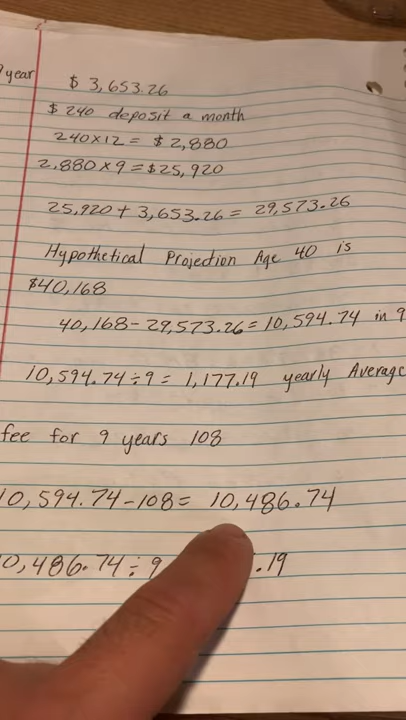 year
$ 3,653.26
$ 240 deposit a month
240x12= $2,880
2,880 x 9 = $25,920
25,920 + 3,653.26 = 29,573.26
Hypothetical Projection Age 40 is
$40,168
40,168-29,573.26=10,594.74 in 9
10,594.74÷9=1,177.19 yearly Average
fee for 9 years 108
10,594.74-108= 10,486.74
0,486.74÷9 .19